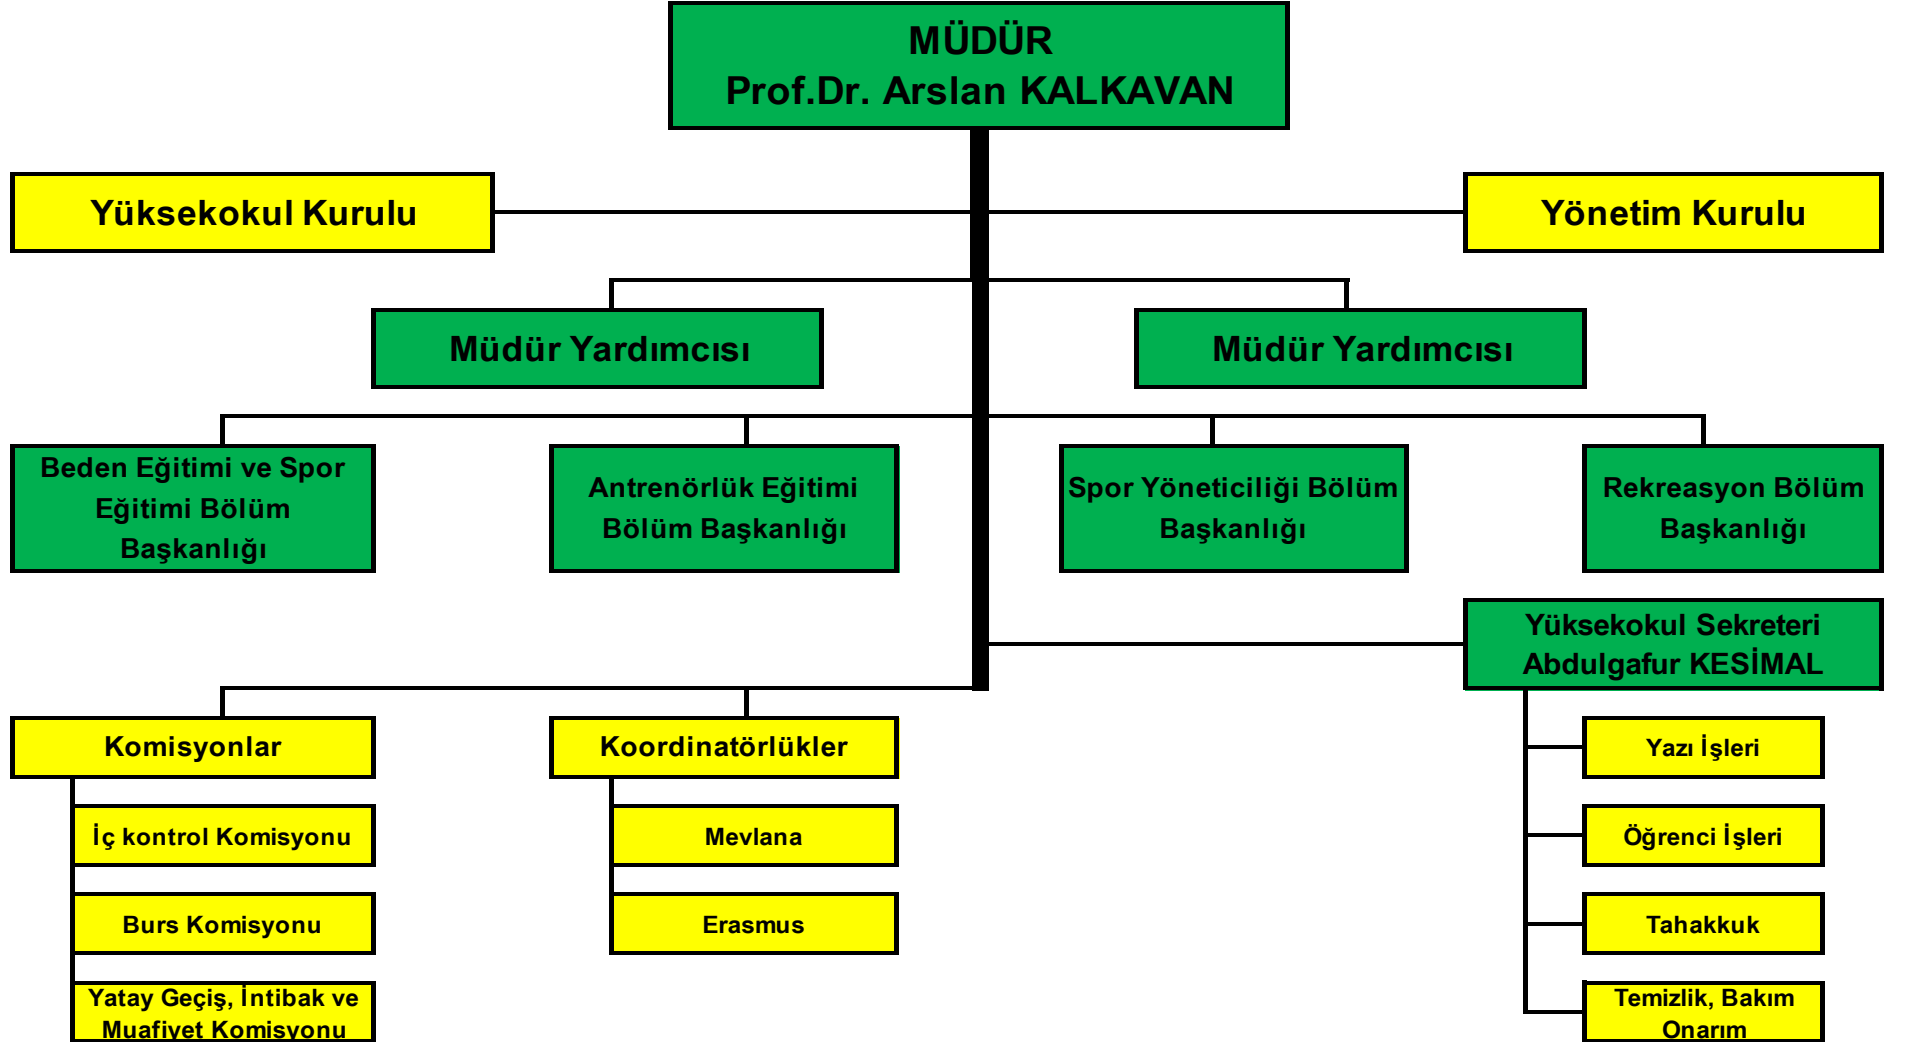 MÜDÜR
Prof.Dr. Arslan KALKAVAN
Yüksekokul Kurulu
Yönetim Kurulu
Müdür Yardımcısı
Müdür Yardımcısı
Beden Eğitimi ve Spor
Eğitimi Bölüm
Başkanlığı
Antrenörlük Eğitimi
Bölüm Başkanlığı
Spor Yöneticiliği Bölüm
Başkanlığı
Rekreasyon Bölüm
Başkanlığı
Yüksekokul Sekreteri
Abdulgafur KESİMAL
Komisyonlar
Koordinatörlükler
Yazı İşleri
İç kontrol Komisyonu
Mevlana
Öğrenci İşleri
Burs Komisyonu
Erasmus
Tahakkuk
Yatay Geçiş, İntibak ve
Muafiyet Komisyonu
Temizlik, Bakım
Onarım